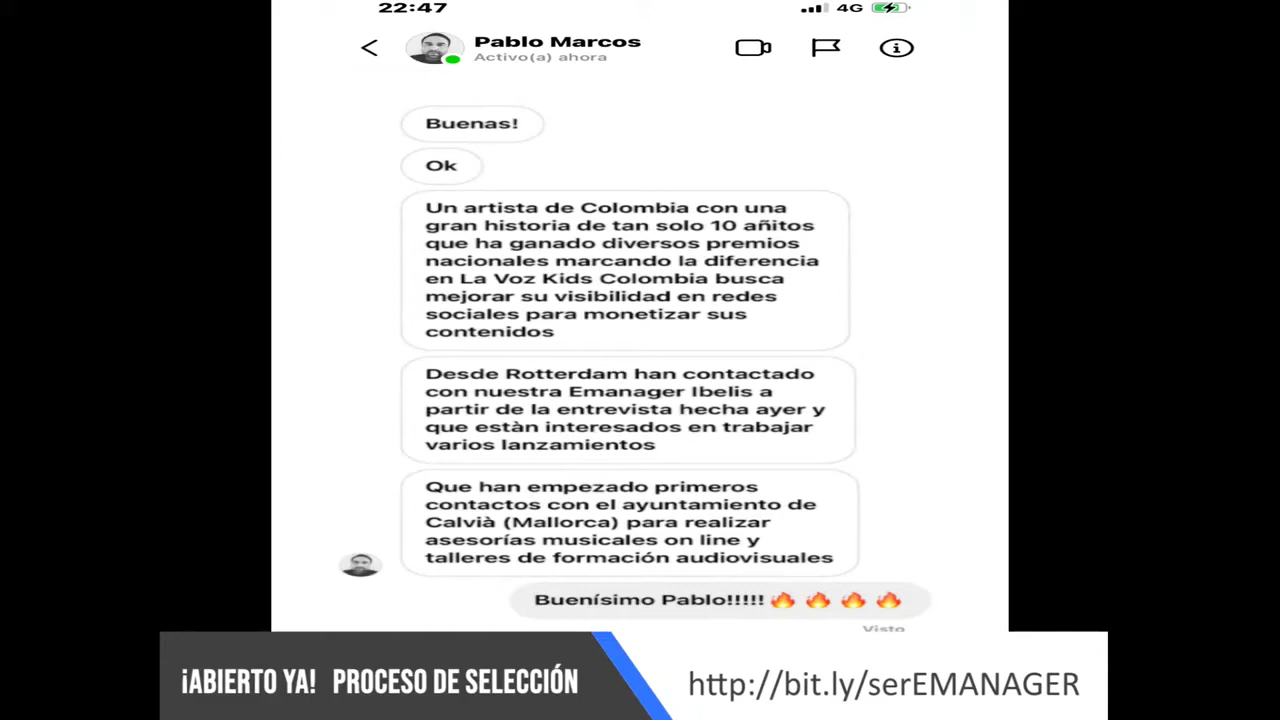 22:47
4G
Pablo Marcos
Activo(a) ahora
Buenas!
Ok
Un artista de Colombia con una
gran historia de tan solo 10 añitos
que ha ganado diversos premios
nacionales marcando la diferencia
en La Voz Kids Colombia busca
mejorar su visibilidad en redes
sociales para monetizar sus
contenidos
Desde Rotterdam han contactado
con nuestra Emanager Ibelis a
partir de la entrevista hecha ayer y
que estàn interesados en trabajar
varios lanzamientos
Que han empezado primeros
contactos con el ayuntamiento de
Calvià (Mallorca) para realizar
asesorías musicales on line y
talleres de formación audiovisuales
Buenísimo Pablo!!!!! 🔥 🔥 🔥 🔥
Visto
¡ABIERTO YA! PROCESO DE SELECCIÓN
http://bit.ly/serEMANAGER